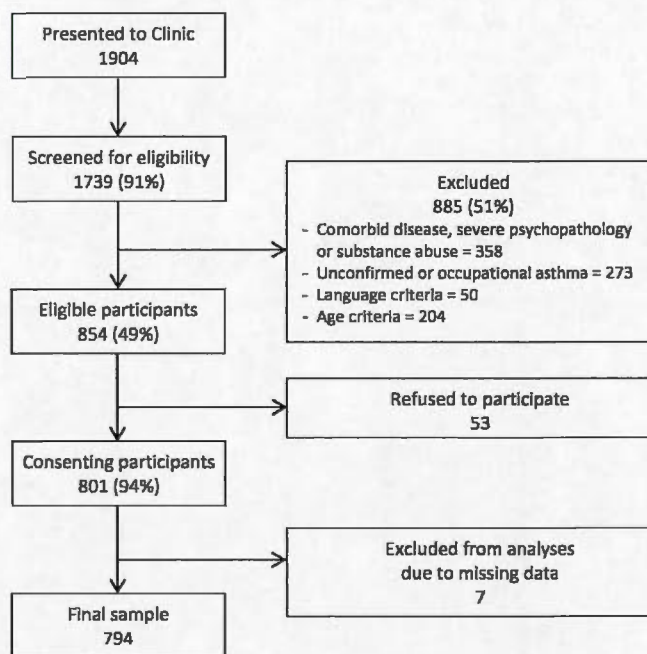 Presented to Clinic
1904
Screened for eligibility
1739 (91%)
Excluded
885 (51%)
- Comorbid disease, severe psychopathology
or substance abuse = 358
- Unconfirmed or occupational asthma = 273
- Language criteria = 50
- Age criteria = 204
Eligible participants
854 (49%)
Refused to participate
53
Consenting participants
801 (94%)
Excluded from analyses
due to missing data
7
Final sample
794